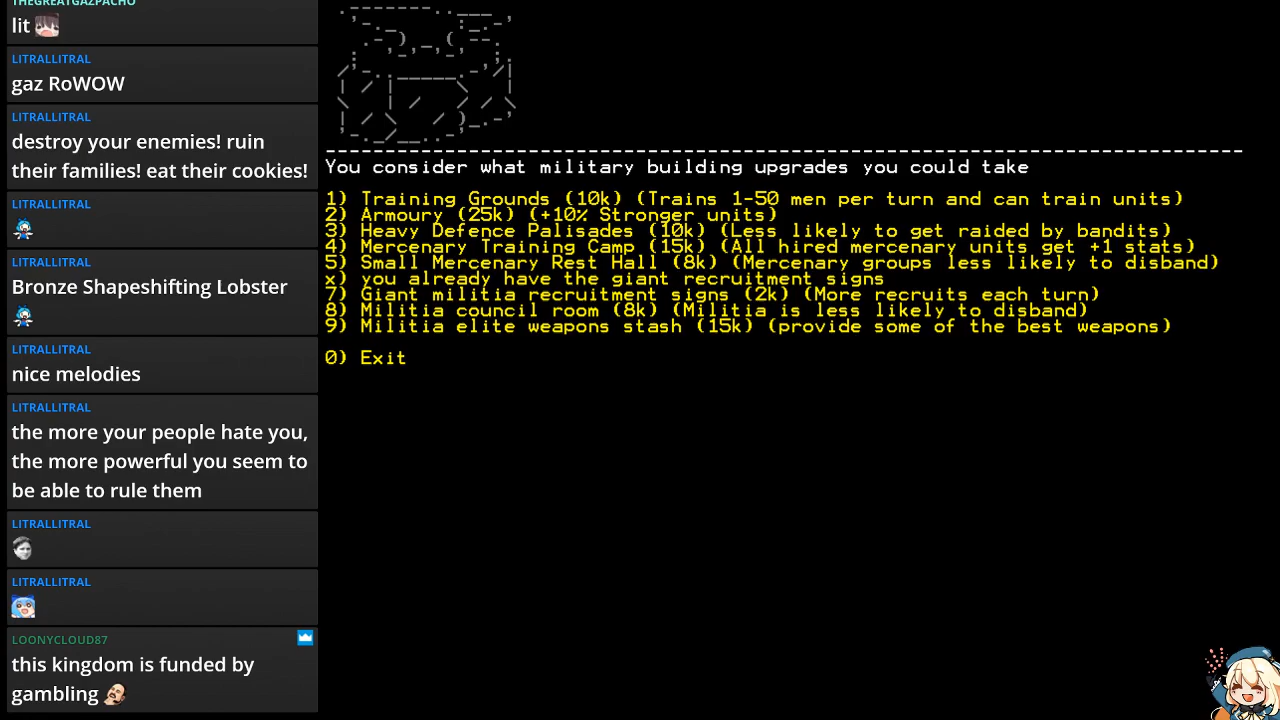 THEGREATGAZPACHO
lit
LITRALLITRAL
gaz RoWOW
LITRALLITRAL
destroy your enemies! ruin
their families! eat their cookies!
LITRALLITRAL
LITRALLITRAL
Bronze Shapeshifting Lobster
LITRALLITRAL
nice melodies
LITRALLITRAL
the more your people hate you,
the more powerful you seem to
be able to rule them
LITRALLITRAL
LITRALLITRAL
LOONYCLOUD87
this kingdom is funded by
gambling
You consider what military building upgrades you could take
1) Training Grounds (10k) (Trains 1-50 men per turn and can train units)
2) Armoury (25k) (+10% Stronger units)
3) Heavy Defence Palisades (10k) (Less likely to get raided by bandits)
4) Mercenary Training Camp (15k) (All hired mercenary units get +1 stats)
5) Small Mercenary Rest Hall (8k) (Mercenary groups less likely to disband)
x) you already have the giant recruitment signs
7) Giant militia recruitment signs (2k) (More recruits each turn)
8) Militia council room (8k) (Militia is less likely to disband)
9) Militia elite weapons stash (15k) (provide some of the best weapons)
0) Exit